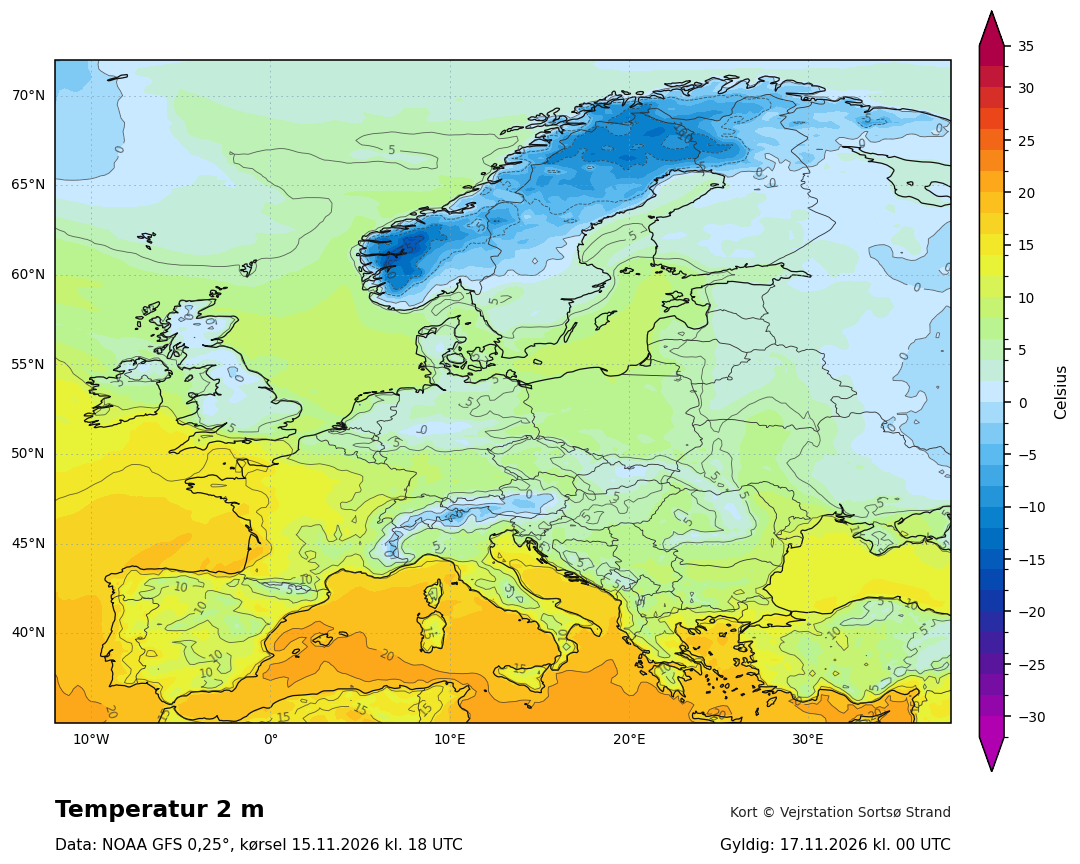 70°N
65°N
60°N
55°N
50°N
45°N
40°N
10°W
0°
10°E
20°E
30°E
35
30
25
20
15
10
5
0
−5
−10
−15
−20
−25
−30
Celsius
Temperatur 2 m
Kort © Vejrstation Sortsø Strand
Data: NOAA GFS 0,25°, kørsel 15.11.2026 kl. 18 UTC
Gyldig: 17.11.2026 kl. 00 UTC